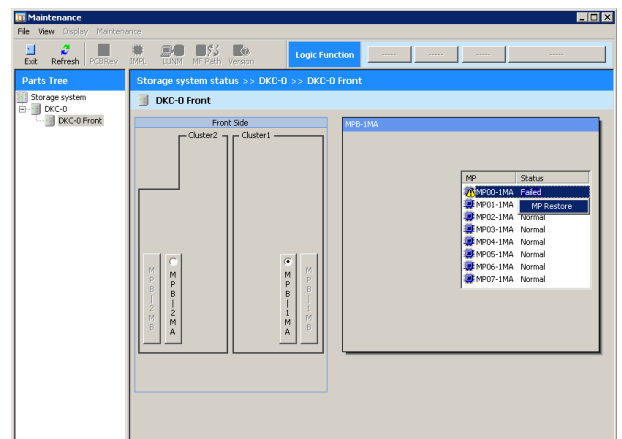 Maintenance
File View Display Maintenance
Exit Refresh PCBRev IMPL LUNM MF Path Version
Logic Function ----- ----- ----- -----
Parts Tree
Storage system status >> DKC-0 >> DKC-0 Front
Storage system
DKC-0
DKC-0 Front
DKC-0 Front
Front Side
Cluster2 Cluster1
MPB|2MB
MPB|2MA
MPB|1MA
MPB|1MB
MPB-1MA
MP Status
MP00-1MA Failed
MP01-1MA
MP Restore
MP02-1MA Normal
MP03-1MA Normal
MP04-1MA Normal
MP05-1MA Normal
MP06-1MA Normal
MP07-1MA Normal